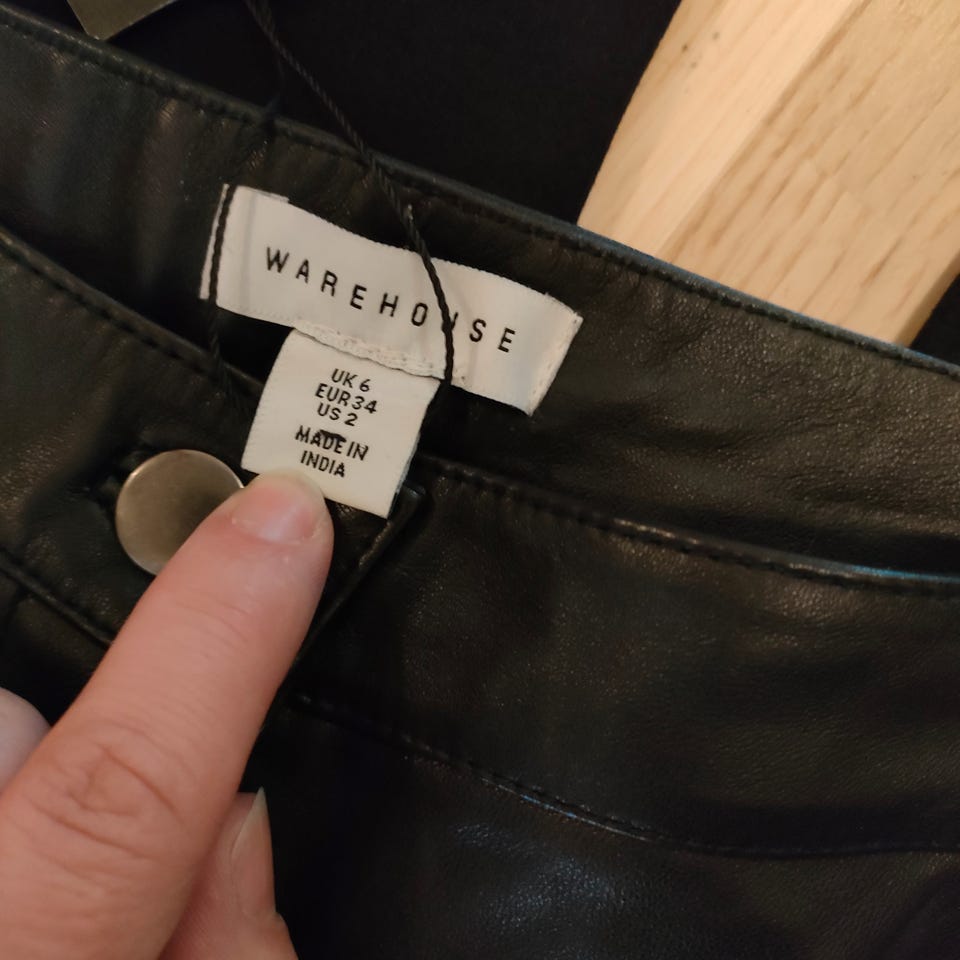 WAREHOUSE
UK 6
EUR 34
US 2
MADE IN
INDIA